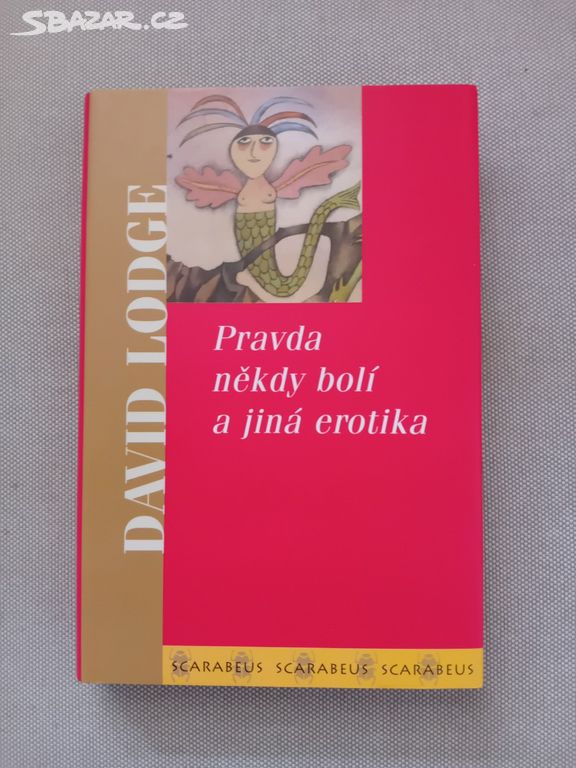 SBAZAR.CZ
DAVID LODGE
Pravda
někdy bolí
a jiná erotika
SCARABEUS SCARABEUS SCARABEUS